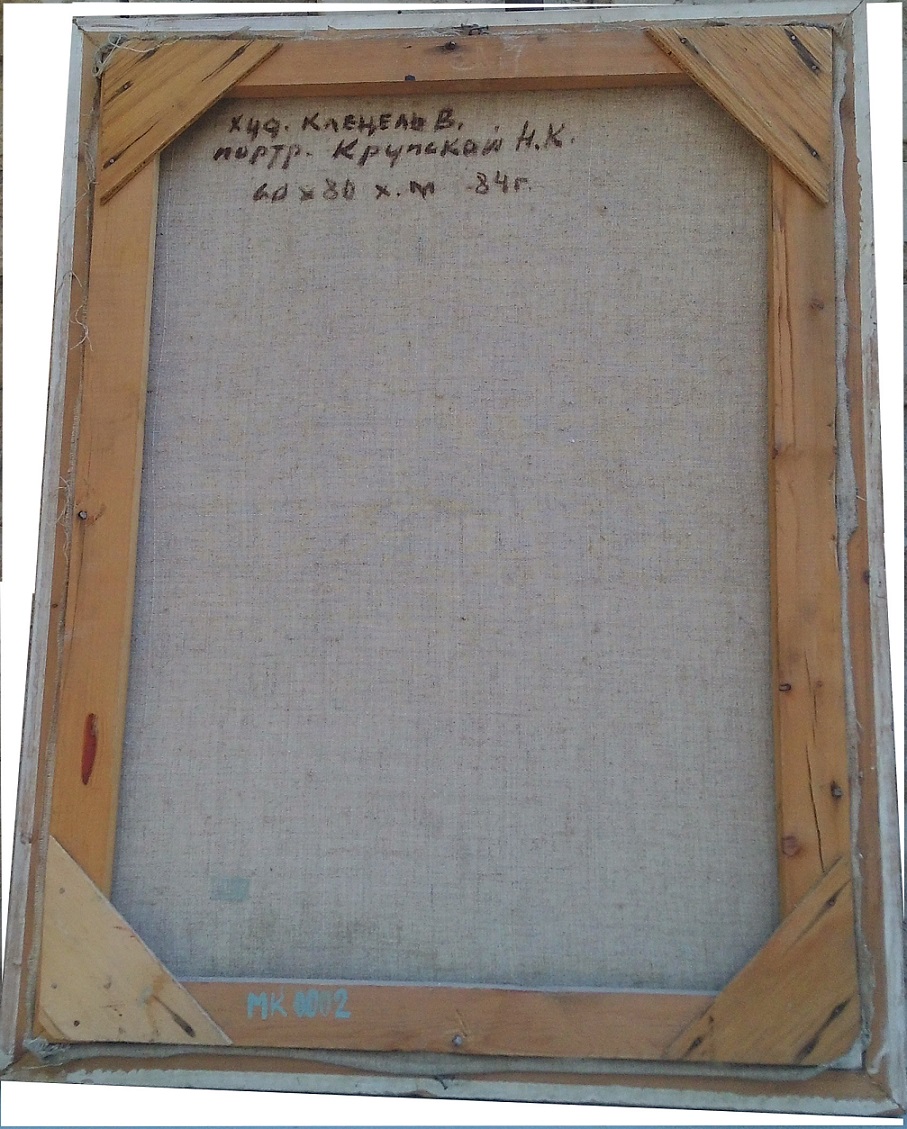 худ. Клецель В.
портр. Крупской Н.К.
60 х 80 х.м 84г.
МК 0002